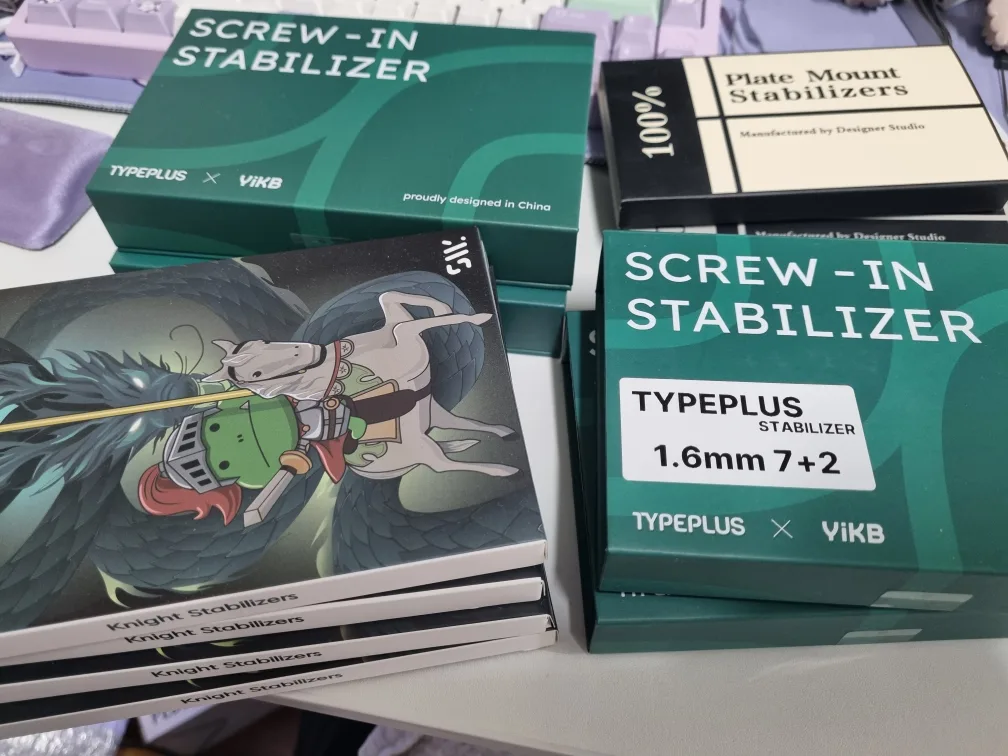 SCREW-IN
STABILIZER
TYPEPLUS × YiKB
proudly designed in China
100%
Plate Mount
Stabilizers
Manufactured by Designer Studio
Manufactured by Designer Studio
SCREW-IN
STABILIZER
TYPEPLUS
STABILIZER
1.6mm 7+2
TYPEPLUS × YiKB
Knight Stabilizers
Knight Stabilizers
Knight Stabilizers
Knight Stabilizers